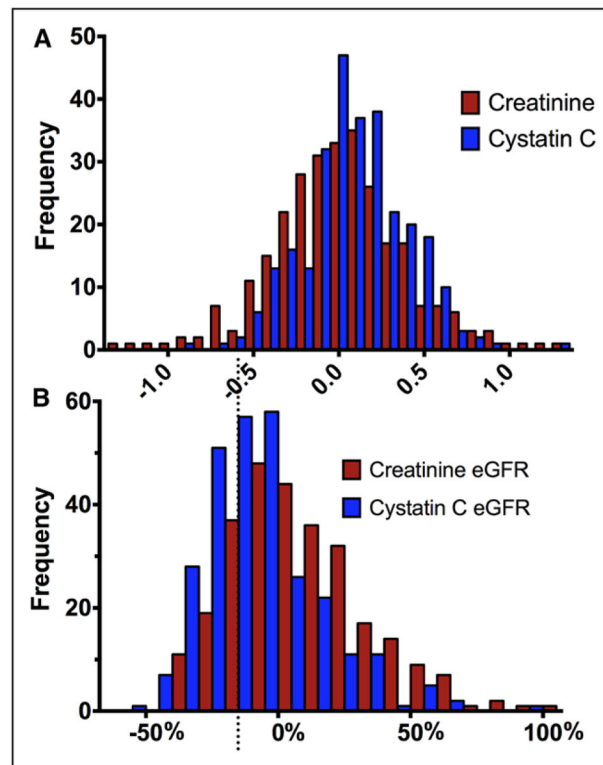 A
50
40
30
20
10
0
Frequency
Creatinine
Cystatin C
-1.0
-0.5
0.0
0.5
1.0
B
60
40
20
0
Frequency
Creatinine eGFR
Cystatin C eGFR
-50%
0%
50%
100%